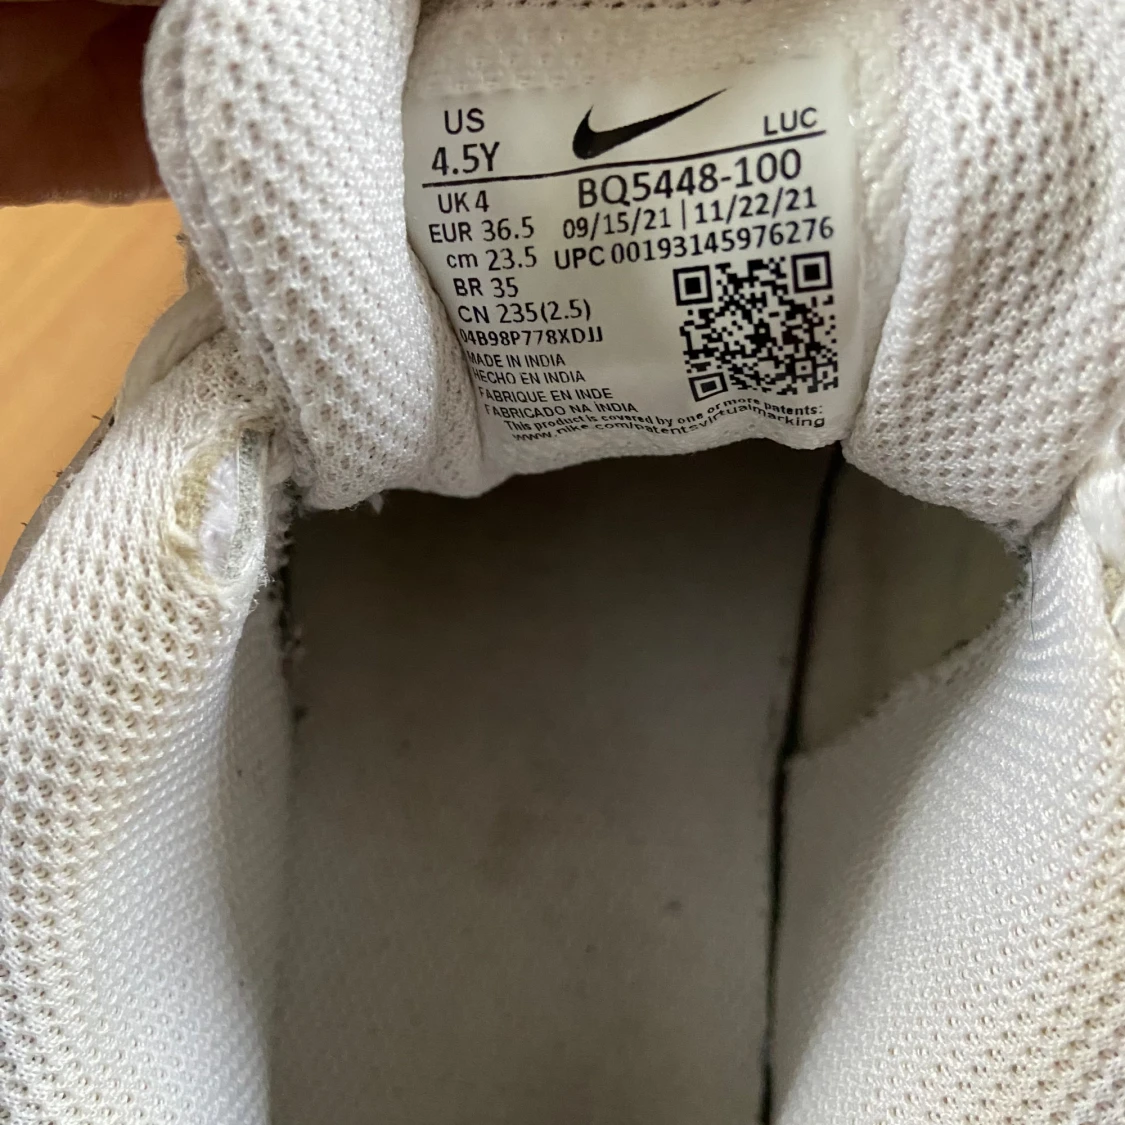 US
4.5Y
LUC
UK 4
BQ5448-100
EUR 36.5
09/15/21 | 11/22/21
cm 23.5
UPC 00193145976276
BR 35
CN 235(2.5)
04B98P778XDJJ
MADE IN INDIA
HECHO EN INDIA
FABRIQUE EN INDE
FABRICADO NA INDIA
This product is covered by one or more patents:
www.nike.com/patentsvirtualmarking